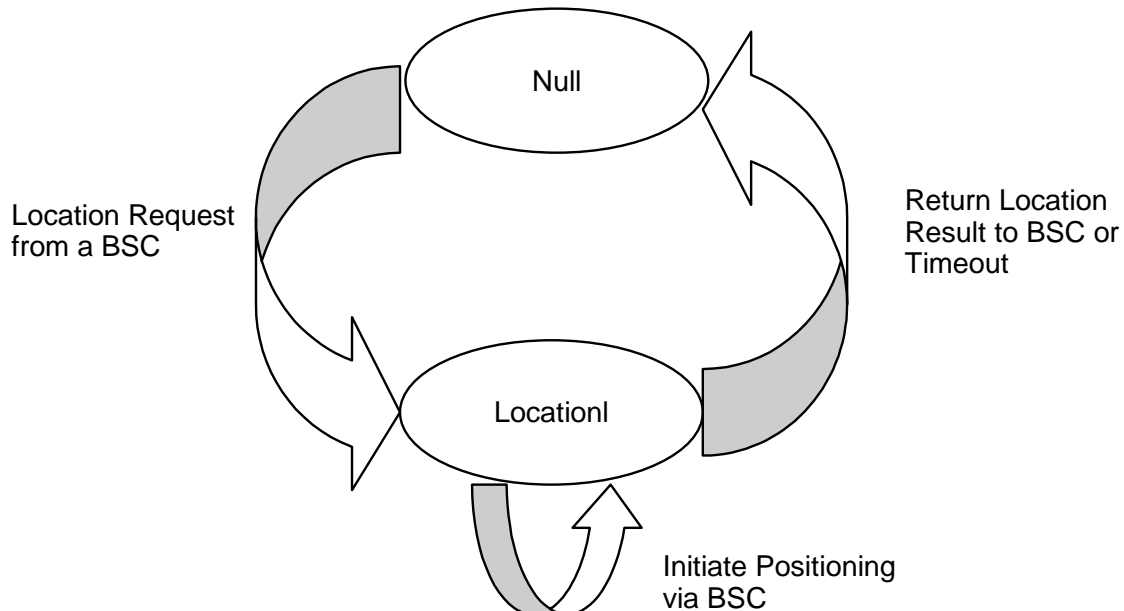 Null
Location Request
from a BSC
Return Location
Result to BSC or
Timeout
Locationl
Initiate Positioning
via BSC